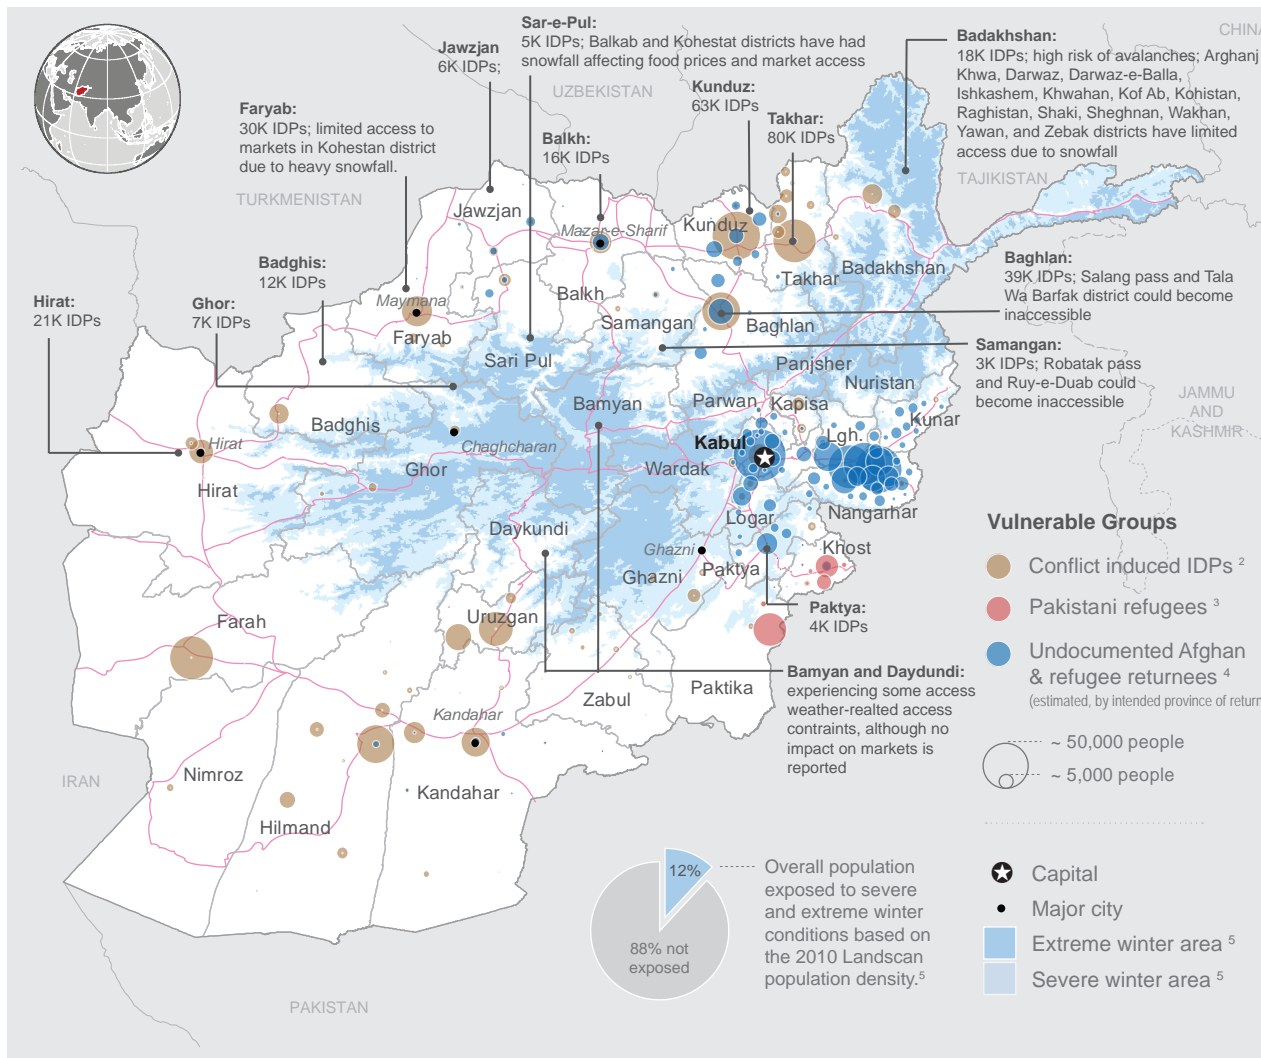 Sar-e-Pul:
5K IDPs; Balkab and Kohestat districts have had
snowfall affecting food prices and market access
Jawzjan
6K IDPs;
Badakhshan:
18K IDPs; high risk of avalanches; Arghanj
Khwa, Darwaz, Darwaz-e-Balla,
Ishkashem, Khwahan, Kof Ab, Kohistan,
Raghistan, Shaki, Sheghnan, Wakhan,
Yawan, and Zebak districts have limited
access due to snowfall
CHINA
UZBEKISTAN
Kunduz:
63K IDPs
Takhar:
80K IDPs
Faryab:
30K IDPs; limited access to
markets in Kohestan district
due to heavy snowfall.
Balkh:
16K IDPs
TURKMENISTAN
TAJIKISTAN
Jawzjan
Mazar-e-Sharif
Kunduz
Takhar
Badakhshan
Badghis:
12K IDPs
Hirat:
21K IDPs
Ghor:
7K IDPs
Maymana
Faryab
Balkh
Samangan
Baghlan
Baghlan:
39K IDPs; Salang pass and Tala
Wa Barfak district could become
inaccessible
Samangan:
3K IDPs; Robatak pass
and Ruy-e-Duab could
become inaccessible
Sari Pul
Panjsher
Nuristan
Bamyan
Parwan
Kapisa
Kunar
JAMMU
AND
KASHMIR
Badghis
Hirat
Chaghcharan
Kabul
Lgh.
Ghor
Wardak
Hirat
Daykundi
Logar
Nangarhar
Ghazni
Khost
Ghazni
Paktya
Paktya:
4K IDPs
Uruzgan
Farah
Zabul
Paktika
Bamyan and Daydundi:
experiencing some access
weather-realted access
contraints, although no
impact on markets is
reported
Kandahar
Nimroz
Kandahar
Hilmand
IRAN
PAKISTAN
Vulnerable Groups
Conflict induced IDPs 2
Pakistani refugees 3
Undocumented Afghan
& refugee returnees 4
(estimated, by intended province of return
~ 50,000 people
~ 5,000 people
12%
88% not
exposed
Overall population
exposed to severe
and extreme winter
conditions based on
the 2010 Landscan
population density.5
Capital
Major city
Extreme winter area 5
Severe winter area 5